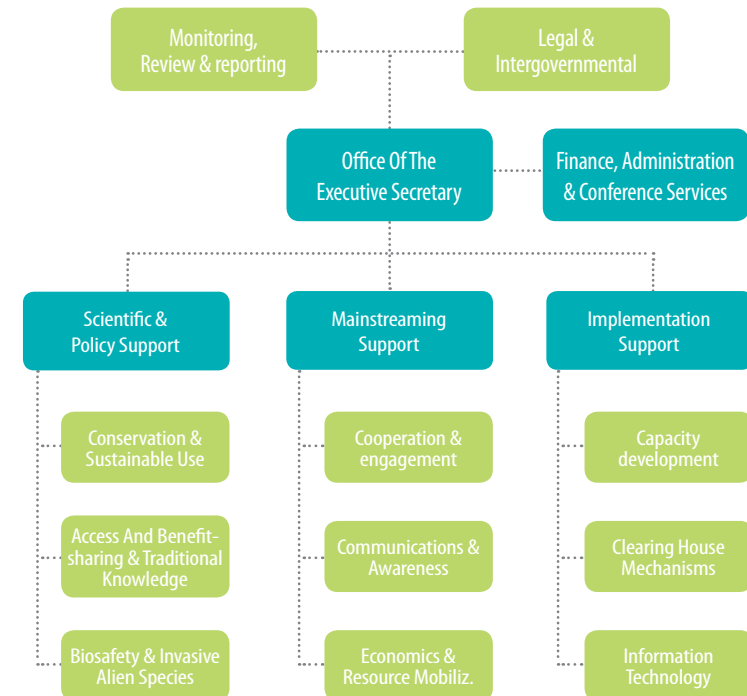 Monitoring,
Review & reporting
Legal &
Intergovernmental
Office Of The
Executive Secretary
Finance, Administration
& Conference Services
Scientific &
Policy Support
Mainstreaming
Support
Implementation
Support
Conservation &
Sustainable Use
Cooperation &
engagement
Capacity
development
Access And Benefit-
sharing & Traditional
Knowledge
Communications &
Awareness
Clearing House
Mechanisms
Biosafety & Invasive
Alien Species
Economics &
Resource Mobiliz.
Information
Technology